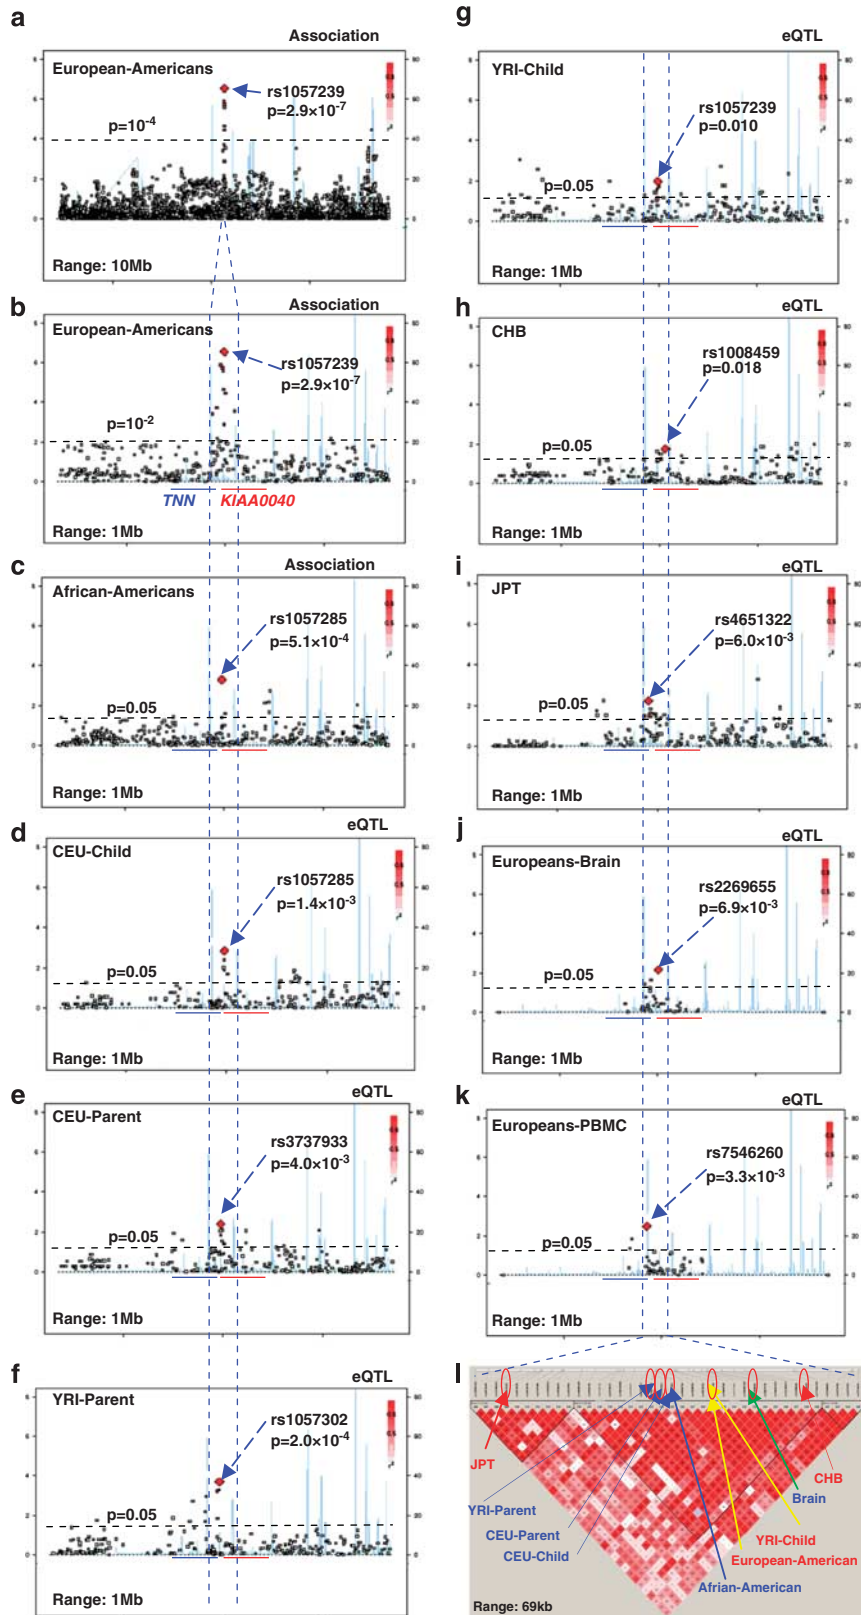 a
Association
European-Americans
rs1057239
p=2.9×10-7
p=10-4
Range: 10Mb
b
Association
European-Americans
rs1057239
p=2.9×10-7
p=10-2
TNN
KIAA0040
Range: 1Mb
c
Association
African-Americans
rs1057285
p=5.1×10-4
p=0.05
Range: 1Mb
d
eQTL
CEU-Child
rs1057285
p=1.4×10-3
p=0.05
Range: 1Mb
e
eQTL
CEU-Parent
rs3737933
p=4.0×10-3
p=0.05
Range: 1Mb
f
eQTL
YRI-Parent
rs1057302
p=2.0×10-4
p=0.05
Range: 1Mb
g
eQTL
YRI-Child
rs1057239
p=0.010
p=0.05
Range: 1Mb
h
eQTL
CHB
rs1008459
p=0.018
p=0.05
Range: 1Mb
i
eQTL
JPT
rs4651322
p=6.0×10-3
p=0.05
Range: 1Mb
j
eQTL
Europeans-Brain
rs2269655
p=6.9×10-3
p=0.05
Range: 1Mb
k
eQTL
Europeans-PBMC
rs7546260
p=3.3×10-3
p=0.05
Range: 1Mb
l
JPT
CHB
Brain
YRI-Parent
CEU-Parent
CEU-Child
YRI-Child
European-American
Afrian-American
Range: 69kb